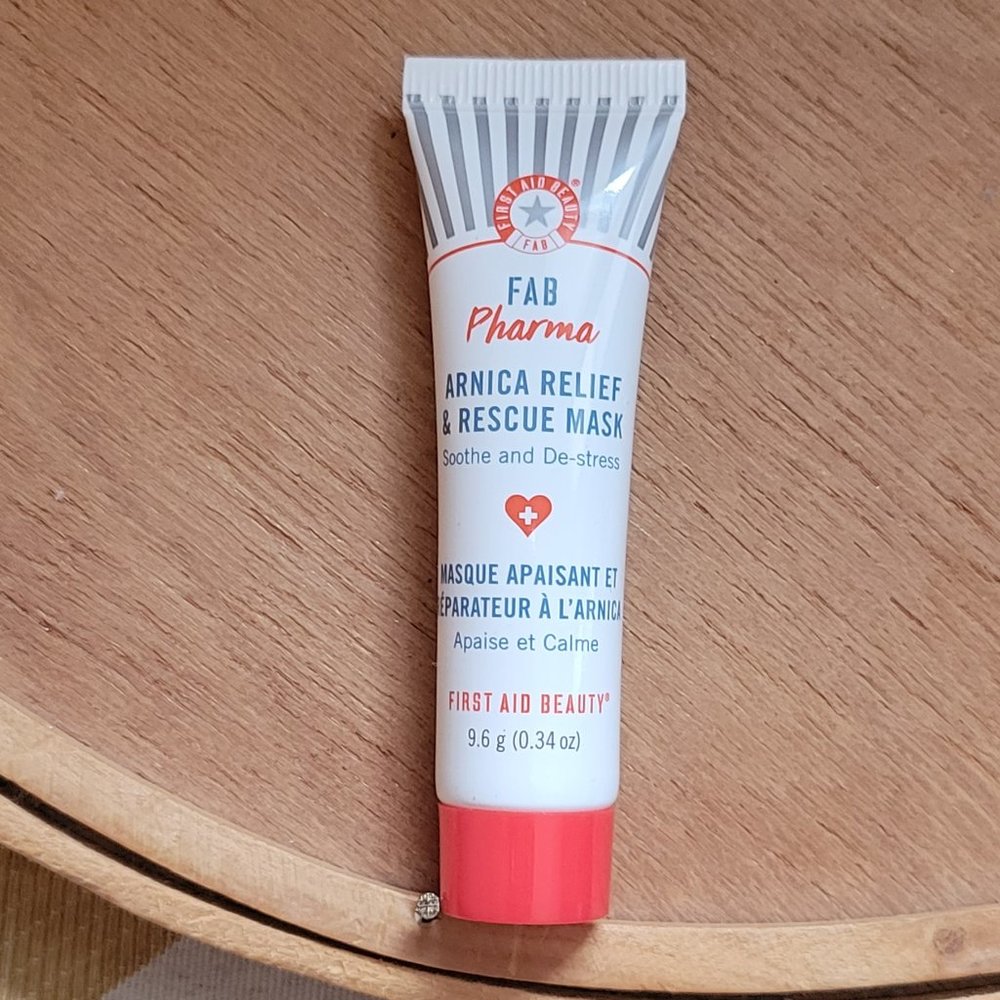 FIRST AID BEAUTY®
FAB
FAB
Pharma
ARNICA RELIEF
& RESCUE MASK
Soothe and De-stress
MASQUE APAISANT ET
ÉPARATEUR À L'ARNICA
Apaise et Calme
FIRST AID BEAUTY®
9.6 g (0.34 oz)